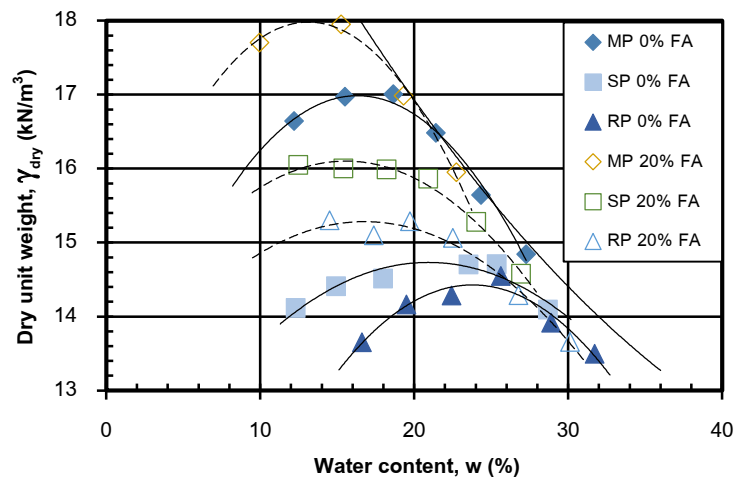 Dry unit weight, γdry (kN/m³)
18
17
16
15
14
13
0
10
20
30
40
Water content, w (%)
MP 0% FA
SP 0% FA
RP 0% FA
MP 20% FA
SP 20% FA
RP 20% FA